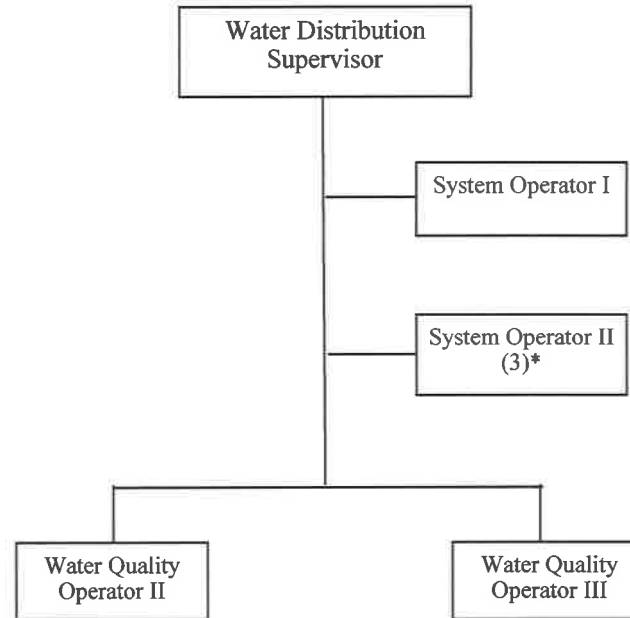 Water Distribution
Supervisor
System Operator I
System Operator II
(3)*
Water Quality
Operator II
Water Quality
Operator III